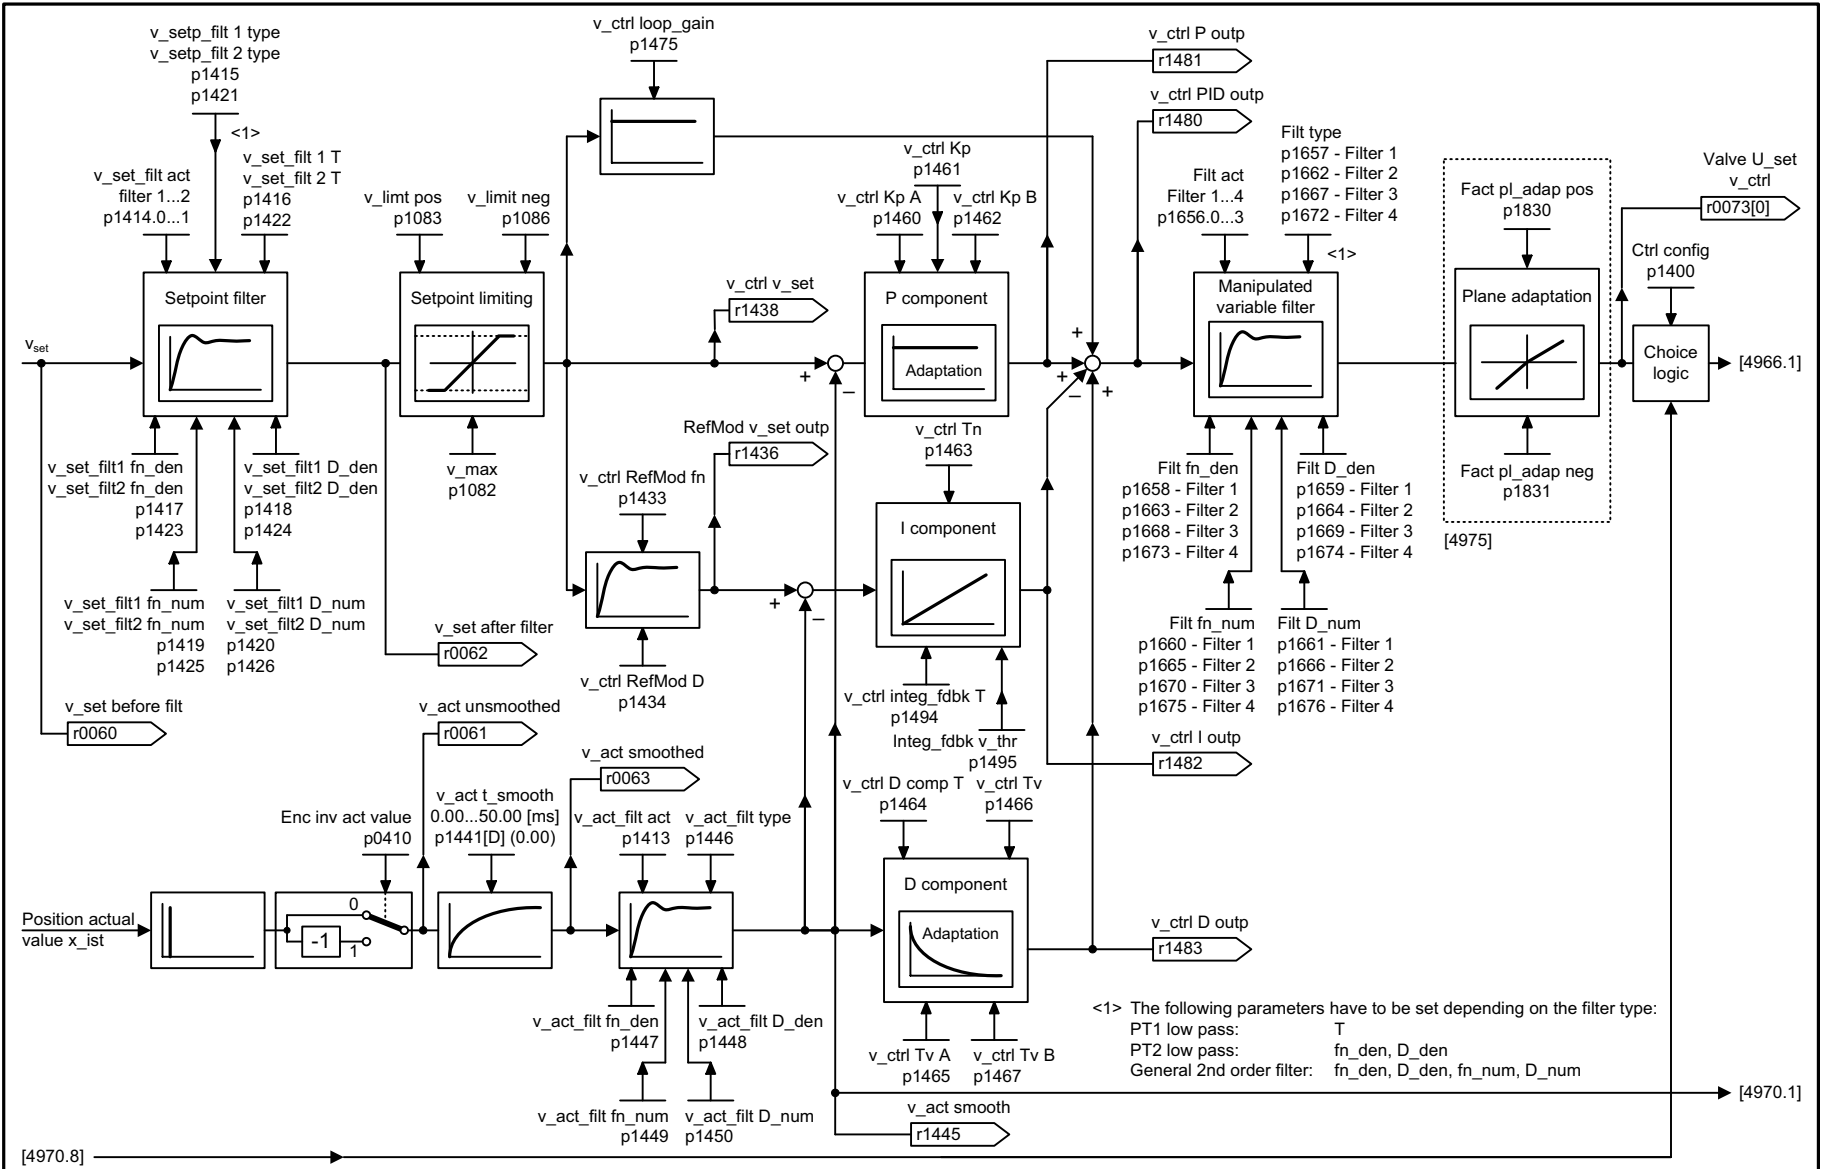 v_setp_filt 1 type
v_setp_filt 2 type
p1415
p1421
<1>
v_set_filt act
filter 1...2
p1414.0...1
v_set_filt 1 T
v_set_filt 2 T
p1416
p1422
Setpoint filter
v_set
v_set_filt1 fn_den
v_set_filt2 fn_den
p1417
p1423
v_set_filt1 D_den
v_set_filt2 D_den
p1418
p1424
v_set_filt1 fn_num
v_set_filt2 fn_num
p1419
p1425
v_set_filt1 D_num
v_set_filt2 D_num
p1420
p1426
v_set before filt
r0060
v_limt pos
p1083
v_limit neg
p1086
Setpoint limiting
v_max
p1082
v_set after filter
r0062
v_ctrl loop_gain
p1475
v_ctrl v_set
r1438
RefMod v_set outp
r1436
v_ctrl RefMod fn
p1433
v_ctrl RefMod D
p1434
v_ctrl Kp
p1461
v_ctrl Kp A
p1460
v_ctrl Kp B
p1462
P component
Adaptation
+
–
v_ctrl Tn
p1463
I component
+
–
v_ctrl integ_fdbk T
p1494
Integ_fdbk v_thr
p1495
v_ctrl P outp
r1481
v_ctrl PID outp
r1480
+
+
–
+
Filt act
Filter 1...4
p1656.0...3
Filt type
p1657 - Filter 1
p1662 - Filter 2
p1667 - Filter 3
p1672 - Filter 4
<1>
Manipulated
variable filter
Filt fn_den
p1658 - Filter 1
p1663 - Filter 2
p1668 - Filter 3
p1673 - Filter 4
Filt D_den
p1659 - Filter 1
p1664 - Filter 2
p1669 - Filter 3
p1674 - Filter 4
Filt fn_num
p1660 - Filter 1
p1665 - Filter 2
p1670 - Filter 3
p1675 - Filter 4
Filt D_num
p1661 - Filter 1
p1666 - Filter 2
p1671 - Filter 3
p1676 - Filter 4
Fact pl_adap pos
p1830
Plane adaptation
Fact pl_adap neg
p1831
[4975]
Valve U_set
v_ctrl
r0073[0]
Ctrl config
p1400
Choice
logic
[4966.1]
v_ctrl I outp
r1482
Position actual
value x_ist
Enc inv act value
p0410
0
-1
1
v_act unsmoothed
r0061
v_act t_smooth
0.00...50.00 [ms]
p1441[D] (0.00)
v_act smoothed
r0063
v_act_filt act
p1413
v_act_filt type
p1446
v_act_filt fn_den
p1447
v_act_filt D_den
p1448
v_act_filt fn_num
p1449
v_act_filt D_num
p1450
v_ctrl D comp T
p1464
v_ctrl Tv
p1466
D component
Adaptation
v_ctrl Tv A
p1465
v_ctrl Tv B
p1467
v_ctrl D outp
r1483
<1> The following parameters have to be set depending on the filter type:
PT1 low pass: T
PT2 low pass: fn_den, D_den
General 2nd order filter: fn_den, D_den, fn_num, D_num
[4970.1]
v_act smooth
r1445
[4970.8]